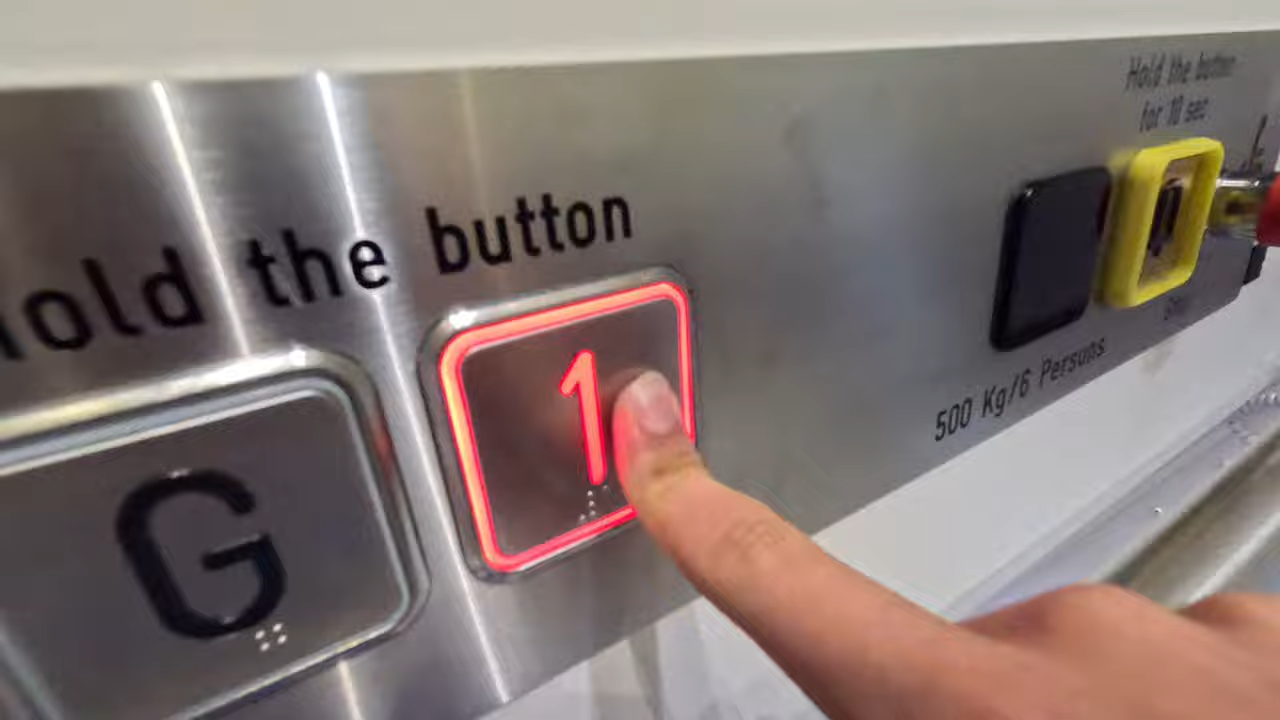 Hold the button
for 10 sec
hold the button
1
G
500 Kg/6 Persons